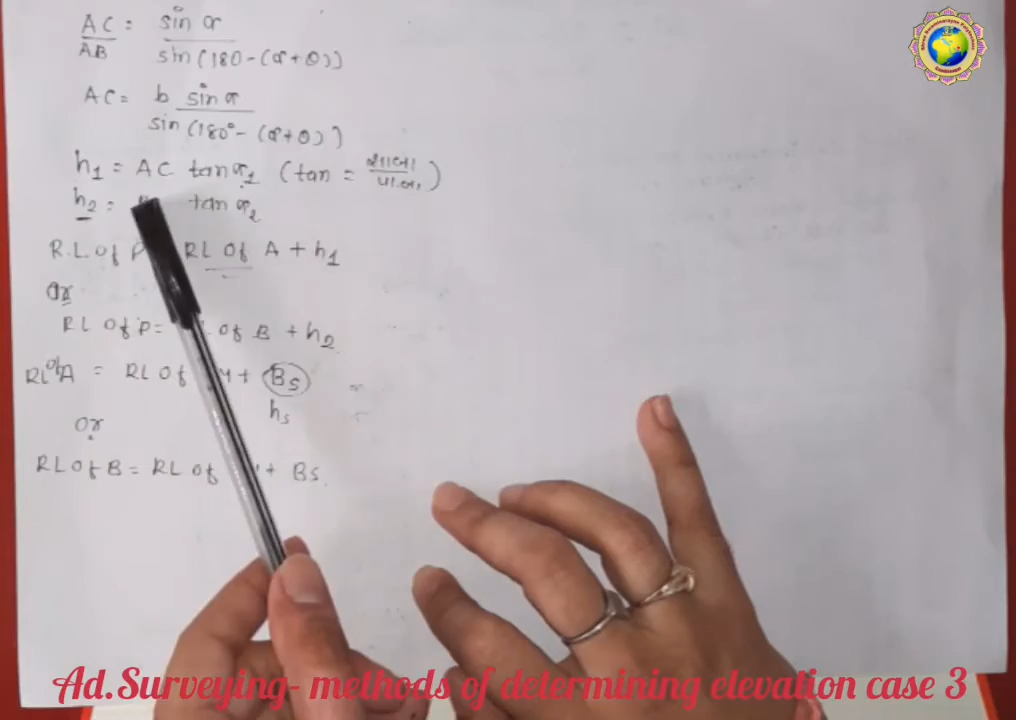 AC/AB = sin α / sin(180 - (α + θ))
AC = b sin α / sin(180° - (α + θ))
h1 = AC tan α1 (tan = સા.બા. / પા.બા.)
h2 = tan α2
R.L of P RL of A + h1
or
RL of P = of B + h2
RL of A = RL of + BS
hs
or
RL of B = RL of + BS.
Ad.Surveying- methods of determining elevation case 3